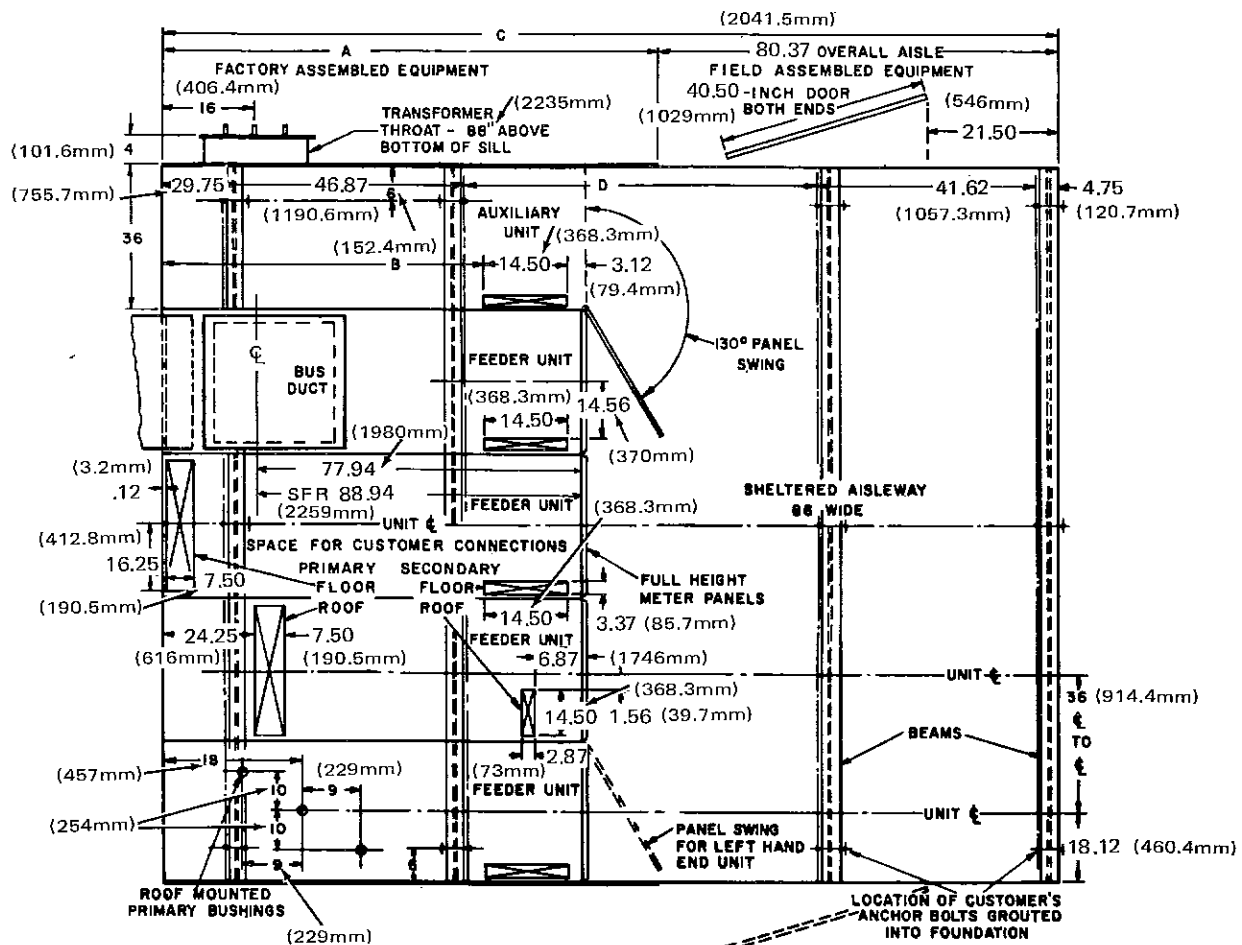 (2041.5mm)
C
A
80.37 OVERALL AISLE
FACTORY ASSEMBLED EQUIPMENT
FIELD ASSEMBLED EQUIPMENT
(406.4mm)
16
40.50 -INCH DOOR
BOTH ENDS
(1029mm)
(546mm)
21.50
TRANSFORMER
THROAT - 88" ABOVE
BOTTOM OF SILL
(2235mm)
4
(101.6mm)
29.75
46.87
6
D
41.62
4.75
(755.7mm)
(1190.6mm)
(1057.3mm)
(120.7mm)
36
(152.4mm)
AUXILIARY
UNIT
(368.3mm)
B
14.50
3.12
(79.4mm)
130° PANEL
SWING
℄
BUS
DUCT
FEEDER UNIT
(368.3mm)
14.50
14.56
(370mm)
(1980mm)
(3.2mm)
.12
77.94
SFR 88.94
(2259mm)
FEEDER UNIT
(368.3mm)
SHELTERED AISLEWAY
86 WIDE
UNIT ℄
(412.8mm)
16.25
7.50
(190.5mm)
SPACE FOR CUSTOMER CONNECTIONS
PRIMARY SECONDARY
FLOOR FLOOR
ROOF ROOF
FULL HEIGHT
METER PANELS
14.50
3.37 (85.7mm)
24.25
7.50
(616mm)
(190.5mm)
FEEDER UNIT
6.87
(1746mm)
UNIT ℄
(368.3mm)
14.50
1.56 (39.7mm)
36 (914.4mm)
℄
TO
℄
BEAMS
2.87
(73mm)
FEEDER UNIT
18
(457mm)
(229mm)
10
9
(254mm)
10
UNIT ℄
9
6
PANEL SWING
FOR LEFT HAND
END UNIT
18.12 (460.4mm)
ROOF MOUNTED
PRIMARY BUSHINGS
(229mm)
LOCATION OF CUSTOMER'S
ANCHOR BOLTS GROUTED
INTO FOUNDATION